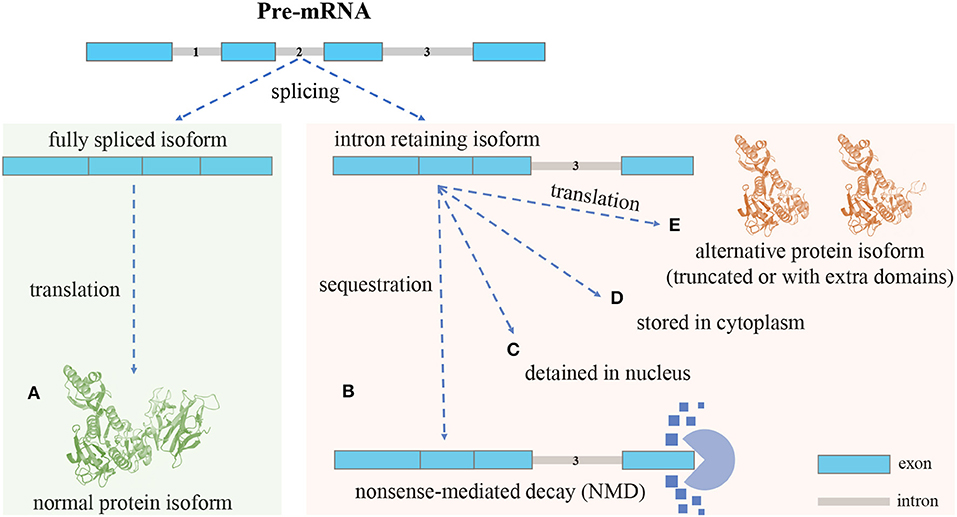 Pre-mRNA
1
2
3
splicing
fully spliced isoform
translation
A
normal protein isoform
intron retaining isoform
3
translation
E
alternative protein isoform
(truncated or with extra domains)
sequestration
D
stored in cytoplasm
C
detained in nucleus
B
3
nonsense-mediated decay (NMD)
exon
intron